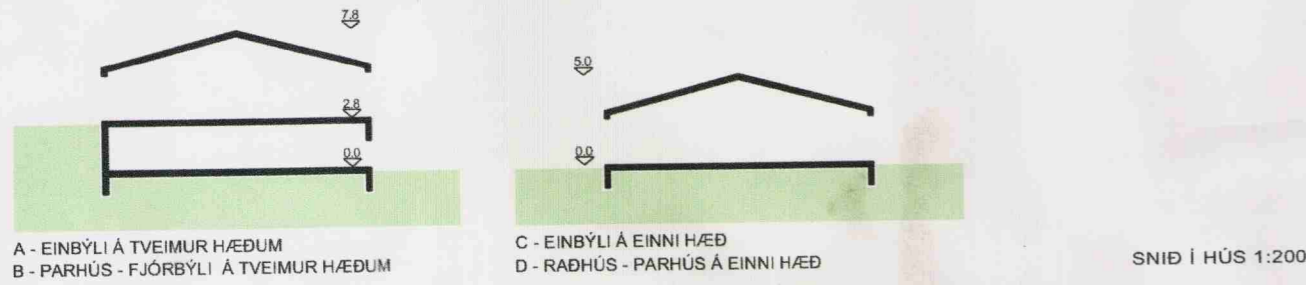 7.8
2.8
0.0
A - EINBÝLI Á TVEIMUR HÆÐUM
B - PARHÚS - FJÓRBÝLI Á TVEIMUR HÆÐUM
5.0
0.0
C - EINBÝLI Á EINNI HÆÐ
D - RAÐHÚS - PARHÚS Á EINNI HÆÐ
SNIÐ Í HÚS 1:200